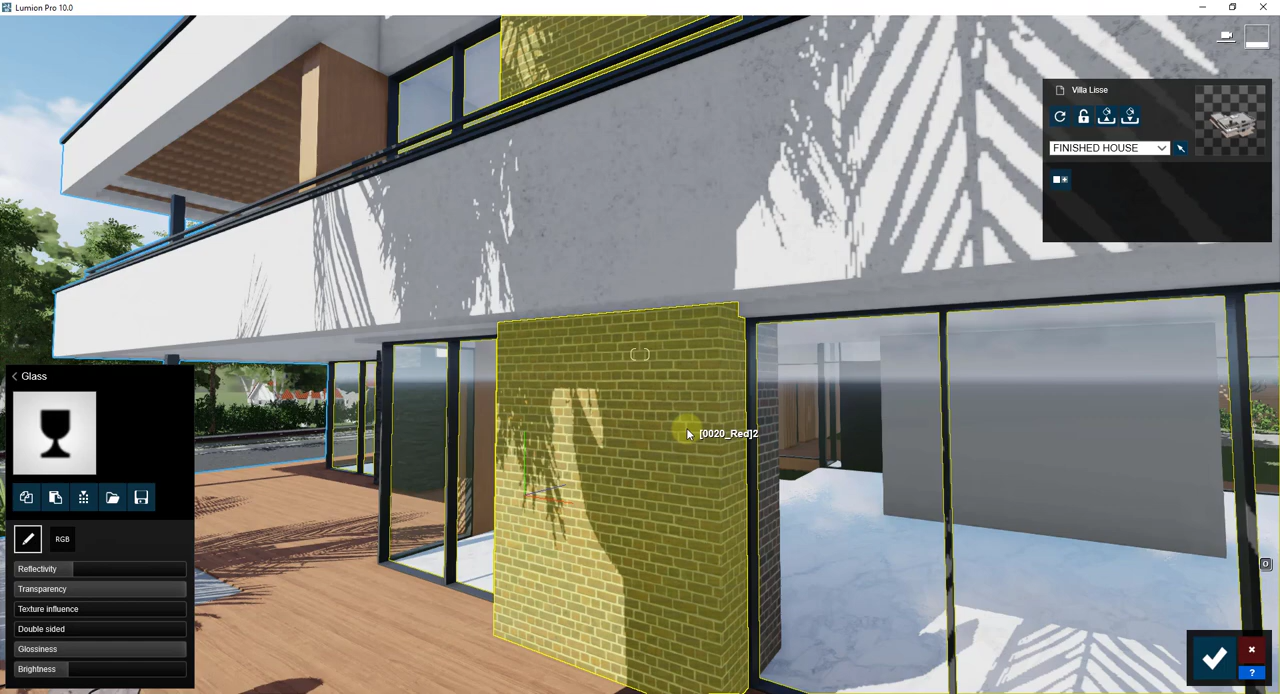 Lumion Pro 10.0
Villa Lisse
FINISHED HOUSE
[0020_Red]2
Glass
RGB
Reflectivity
Transparency
Texture influence
Double sided
Glossiness
Brightness
O
?